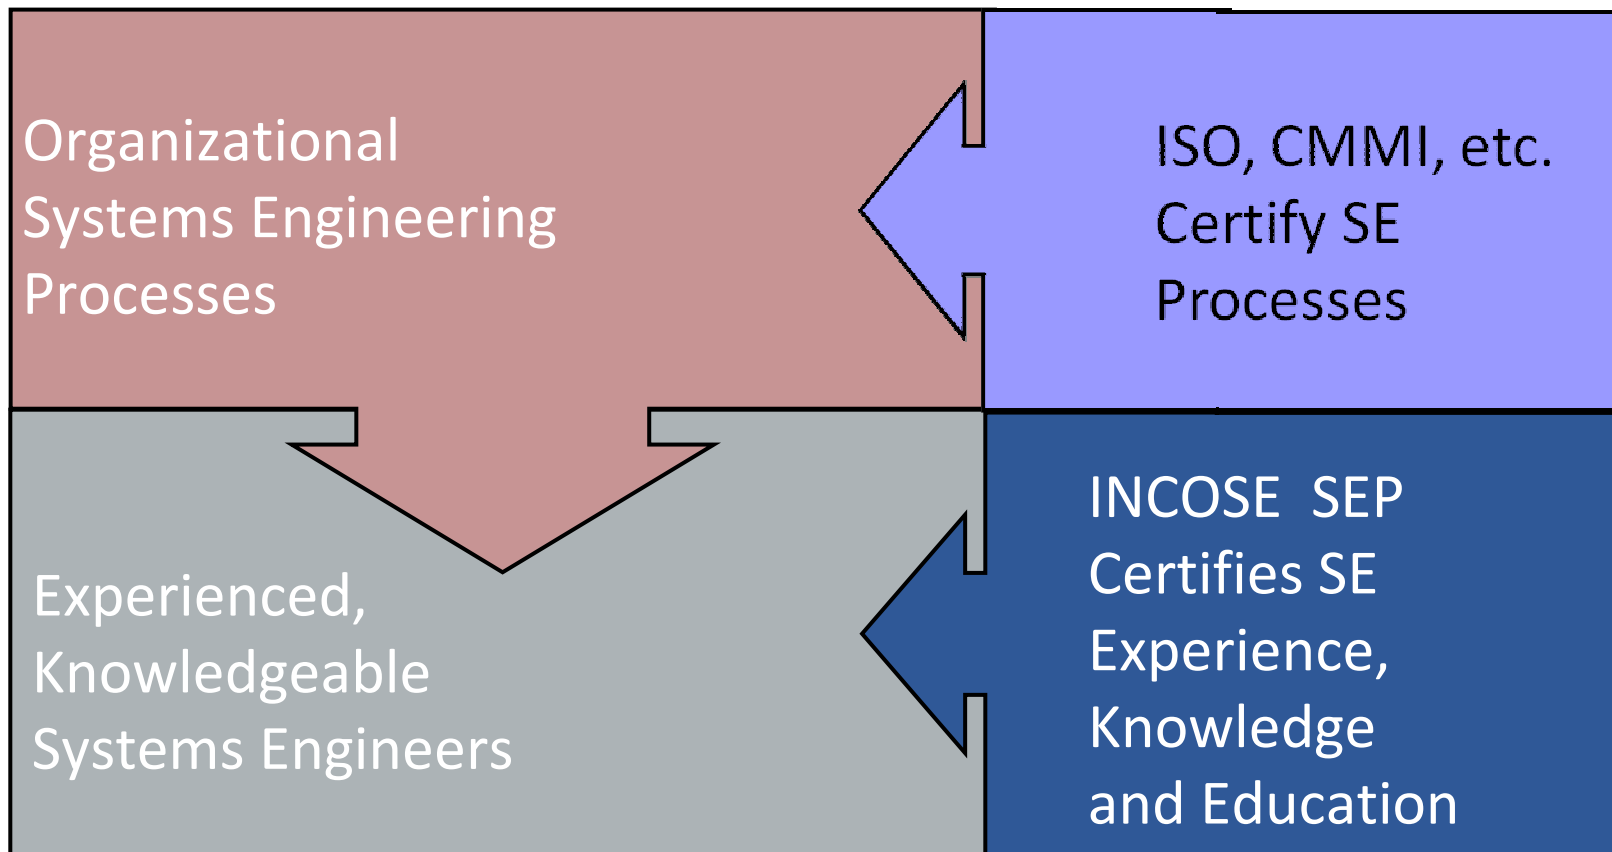 Organizational
Systems Engineering
Processes
ISO, CMMI, etc.
Certify SE
Processes
Experienced,
Knowledgeable
Systems Engineers
INCOSE  SEP
Certifies SE
Experience,
Knowledge
and Education